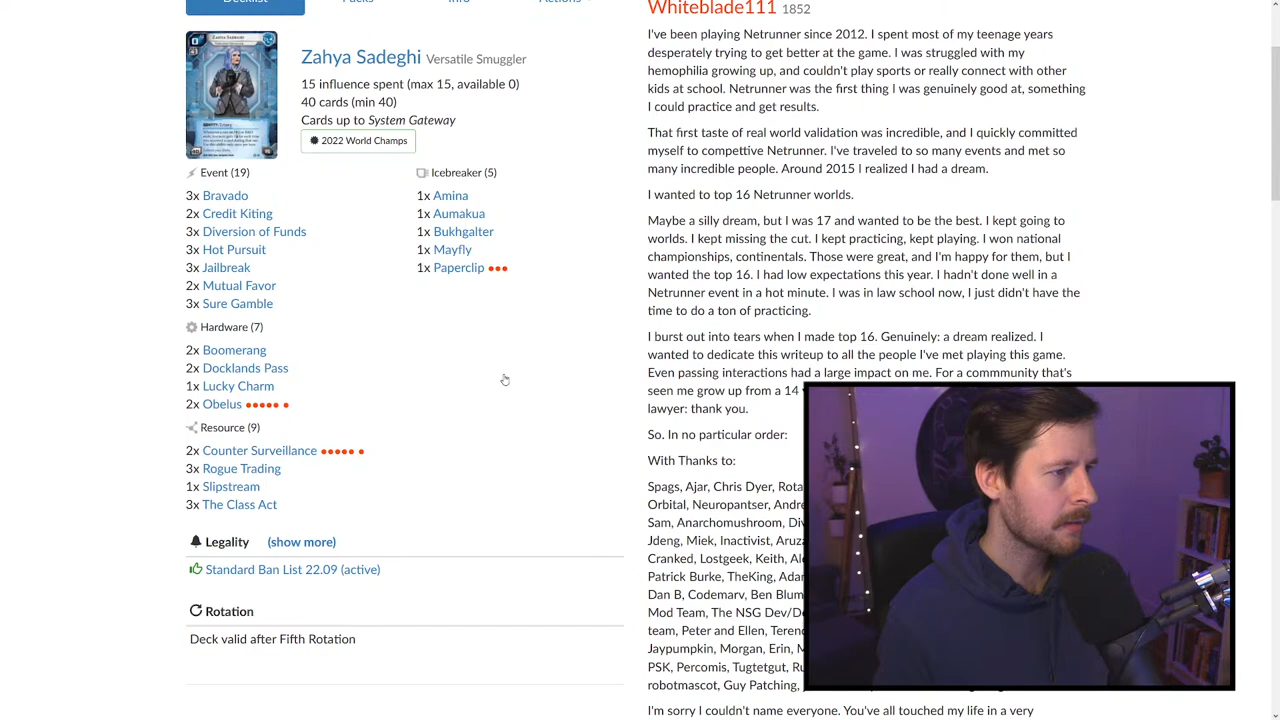 Decklist
Packs
Info
Actions
Zahya Sadeghi Versatile Smuggler
15 influence spent (max 15, available 0)
40 cards (min 40)
Cards up to System Gateway
2022 World Champs
Event (19)
3x Bravado
2x Credit Kiting
3x Diversion of Funds
3x Hot Pursuit
3x Jailbreak
2x Mutual Favor
3x Sure Gamble
Hardware (7)
2x Boomerang
2x Docklands Pass
1x Lucky Charm
2x Obelus
Resource (9)
2x Counter Surveillance
3x Rogue Trading
1x Slipstream
3x The Class Act
Icebreaker (5)
1x Amina
1x Aumakua
1x Bukhgalter
1x Mayfly
1x Paperclip
Legality (show more)
Standard Ban List 22.09 (active)
Rotation
Deck valid after Fifth Rotation
Whiteblade111 1852
I've been playing Netrunner since 2012. I spent most of my teenage years
desperately trying to get better at the game. I was struggled with my
hemophilia growing up, and couldn't play sports or really connect with other
kids at school. Netrunner was the first thing I was genuinely good at, something
I could practice and get results.
first taste of real world validation was in the game, and I quickly committed
myself to compettive Netrunner. I've traveled to so many events and met so
many incredible people. Around 2015 I realized I had a dream.
I wanted to top 16 Netrunner worlds.
Maybe a silly dream, but I was 17 and wanted to be the best. I kept going to
worlds. I kept missing the cut. I kept practicing, kept playing. I won national
championships, continentals. Those were great, and I'm happy for them, but I
wanted the top 16. I had low expectations this year. I hadn't done well in a
Netrunner event in a hot minute. I was in law school now, I just didn't have the
time to do a ton of practicing.
I burst out into tears when I made top 16. Genuinely: a dream realized. I
wanted to dedicate this writeup to all the people I've met playing this game.
Even passing interactions had a large impact on me. For a commmunity that's
seen me grow up from a 14
lawyer: thank you.
So. In no particular order:
With Thanks to:
Spags, Ajar, Chris Dyer, Rota
Orbital, Neuropantser, Andre
Sam, Anarchomushroom, Div
Jdeng, Miek, Inactivist, Aruz
Cranked, Lostgeek, Keith, Al
Patrick Burke, TheKing, Ada
Dan B, Codemarv, Ben Blum
Mod Team, The NSG Dev/D
team, Peter and Ellen, Teren
Jaypumpkin, Morgan, Erin, M
PSK, Percomis, Tugtetgut, Ru
robotmascot, Guy Patching,
I'm sorry I couldn't name everyone. You've all touched my life in a very